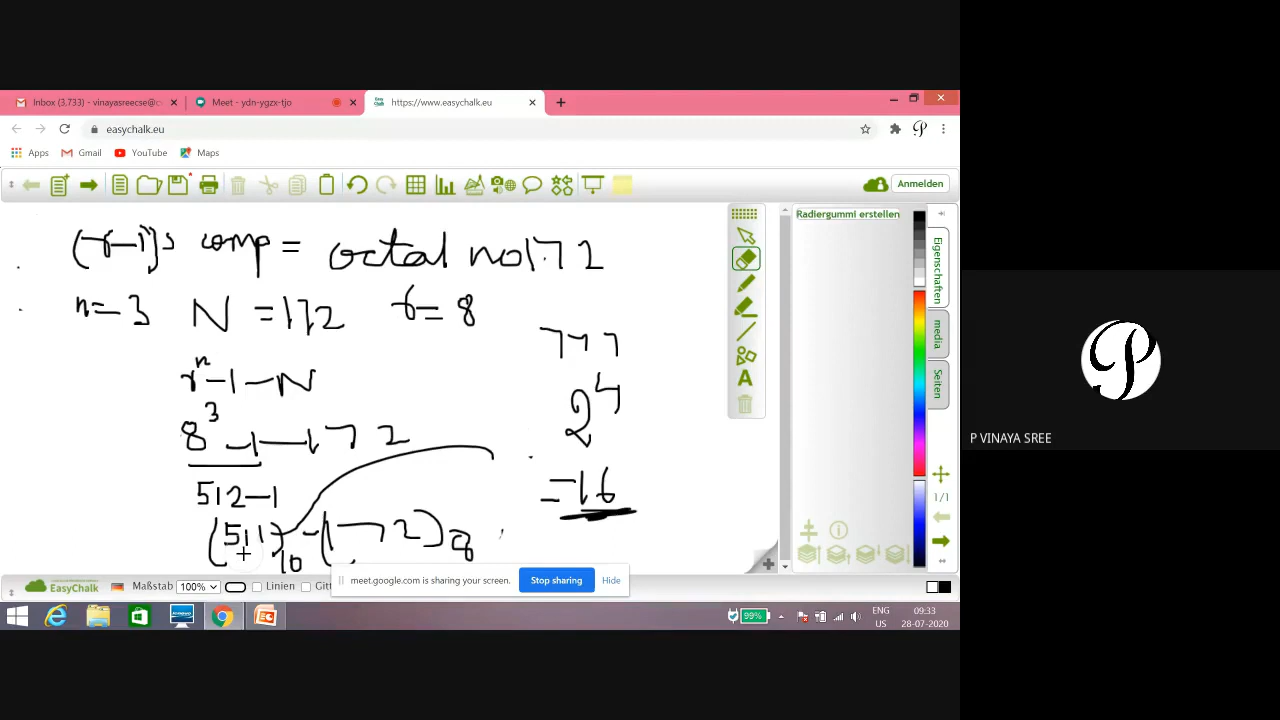 Inbox (3,733) - vinayasreecse@c
Meet - ydn-ygzx-tjo
https://www.easychalk.eu
easychalk.eu
Apps
Gmail
YouTube
Maps
Anmelden
Radiergummi erstellen
Eigenschaften
media
Seiten
(r-1)'s comp = octal no 172
n=3 N=172 r=8
r^n-1-N
777
8^3-1-172
2^4
512-1
=16
(511)10-(172)8
P VINAYA SREE
1/1
EasyChalk
Maßstab
100%
Linien
Gitt
meet.google.com is sharing your screen.
Stop sharing
Hide
99%
ENG
US
09:33
28-07-2020